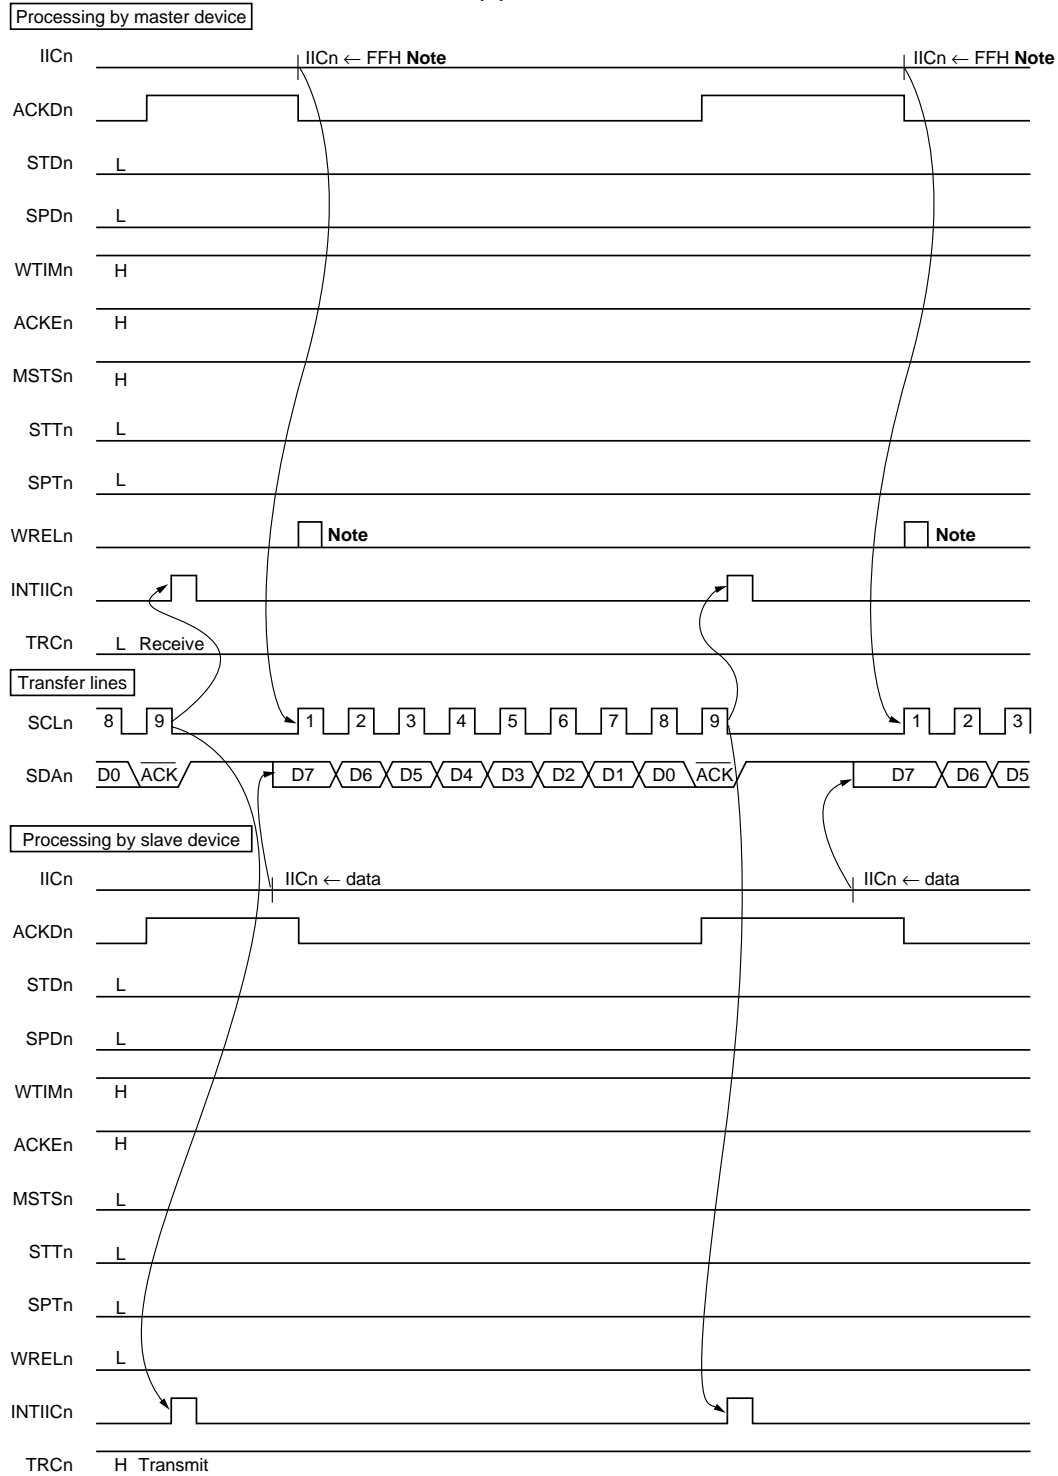 Processing by master device
IICn IICn ← FFH Note IICn ← FFH Note
ACKDn
STDn L
SPDn L
WTIMn H
ACKEn H
MSTSn H
STTn L
SPTn L
WRELn Note Note
INTIICn
TRCn L Receive
Transfer lines
SCLn 8 9 1 2 3 4 5 6 7 8 9 1 2 3
SDAn D0 ACK D7 D6 D5 D4 D3 D2 D1 D0 ACK D7 D6 D5
Processing by slave device
IICn IICn ← data IICn ← data
ACKDn
STDn L
SPDn L
WTIMn H
ACKEn H
MSTSn L
STTn L
SPTn L
WRELn L
INTIICn
TRCn H Transmit